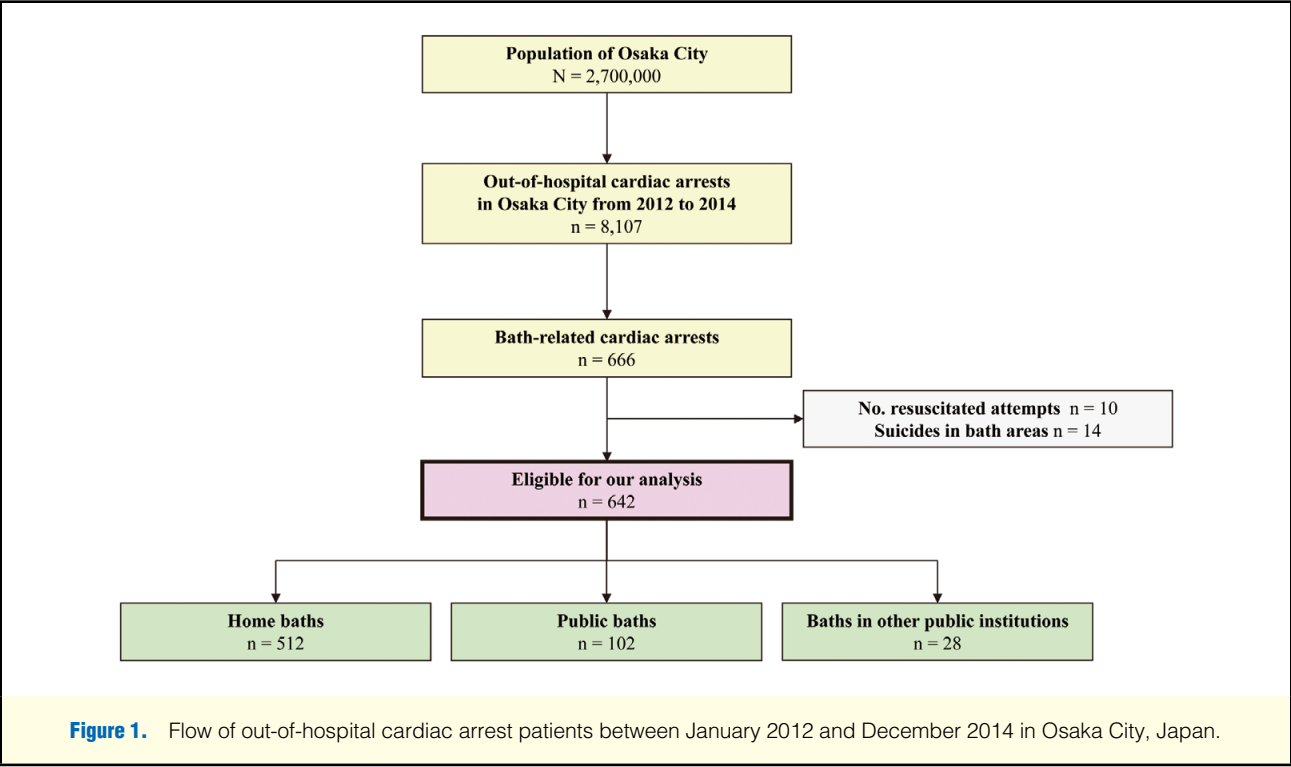 Population of Osaka City
N = 2,700,000
Out-of-hospital cardiac arrests
in Osaka City from 2012 to 2014
n = 8,107
Bath-related cardiac arrests
n = 666
No. resuscitated attempts n = 10
Suicides in bath areas n = 14
Eligible for our analysis
n = 642
Home baths
n = 512
Public baths
n = 102
Baths in other public institutions
n = 28
Figure 1. Flow of out-of-hospital cardiac arrest patients between January 2012 and December 2014 in Osaka City, Japan.